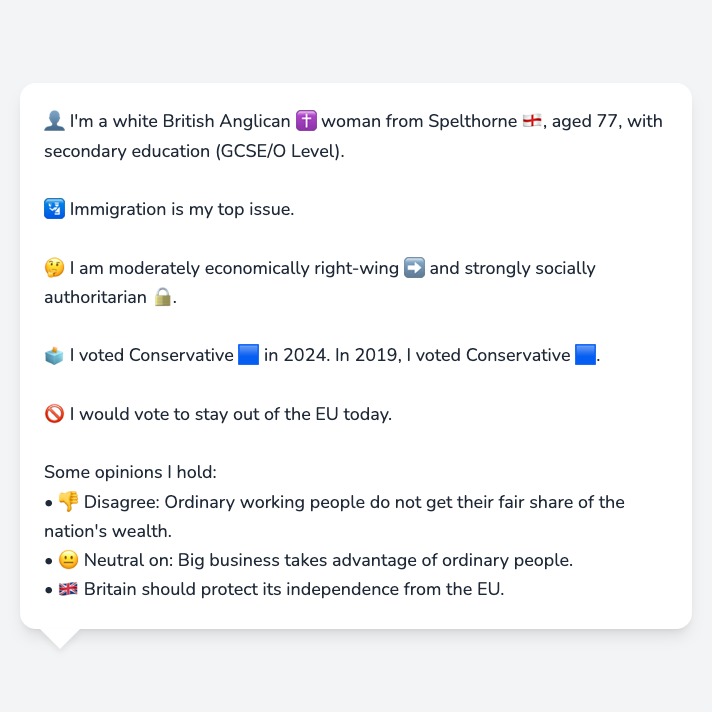 👤 I'm a white British Anglican ✝️ woman from Spelthorne 🏴󠁧󠁢󠁥󠁮󠁧󠁿, aged 77, with
secondary education (GCSE/O Level).
🛂 Immigration is my top issue.
🤔 I am moderately economically right-wing ➡️ and strongly socially
authoritarian 🔒.
🗳️ I voted Conservative 🟦 in 2024. In 2019, I voted Conservative 🟦.
🚫 I would vote to stay out of the EU today.
Some opinions I hold:
• 👎 Disagree: Ordinary working people do not get their fair share of the
nation's wealth.
• 😐 Neutral on: Big business takes advantage of ordinary people.
• 🇬🇧 Britain should protect its independence from the EU.